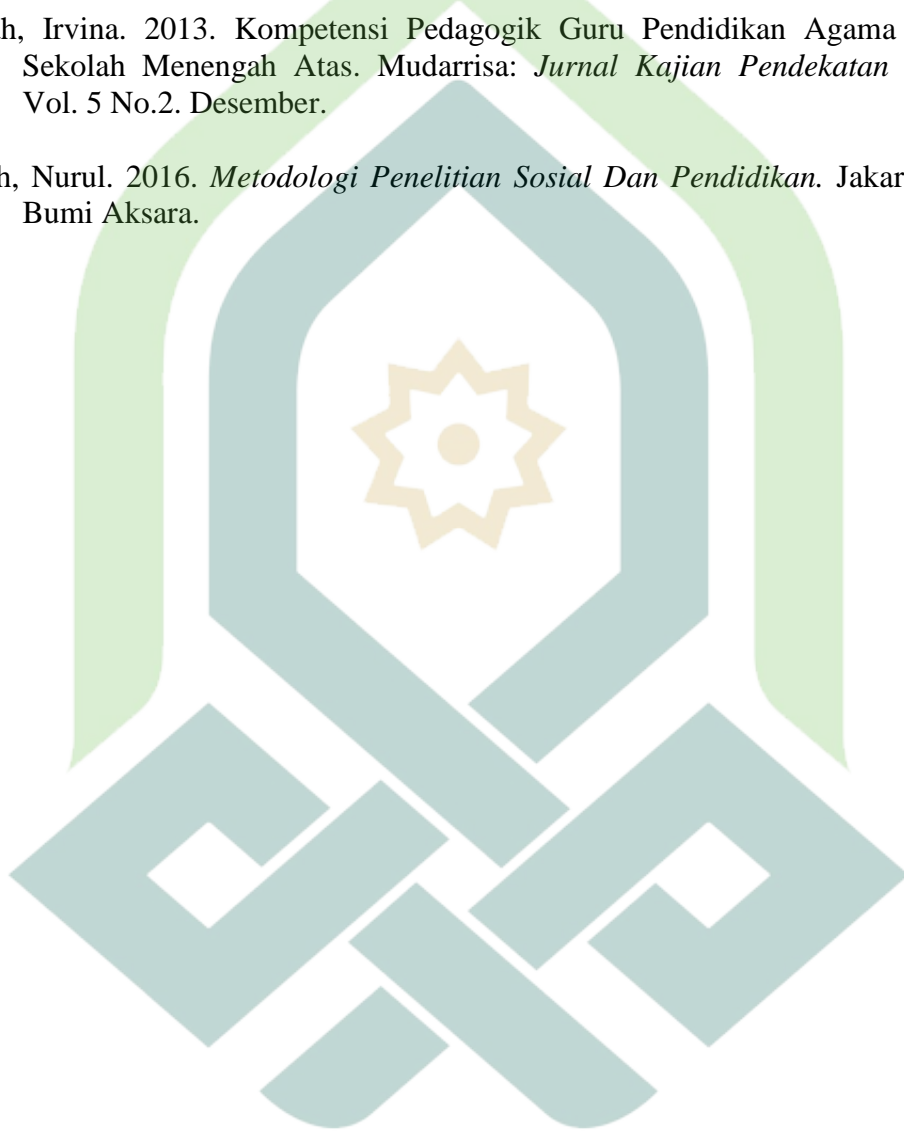 h, Irvina. 2013. Kompetensi Pedagogik Guru Pendidikan Agama
Sekolah Menengah Atas. Mudarrisa: Jurnal Kajian Pendekatan
Vol. 5 No.2. Desember.
h, Nurul. 2016. Metodologi Penelitian Sosial Dan Pendidikan. Jakar
Bumi Aksara.